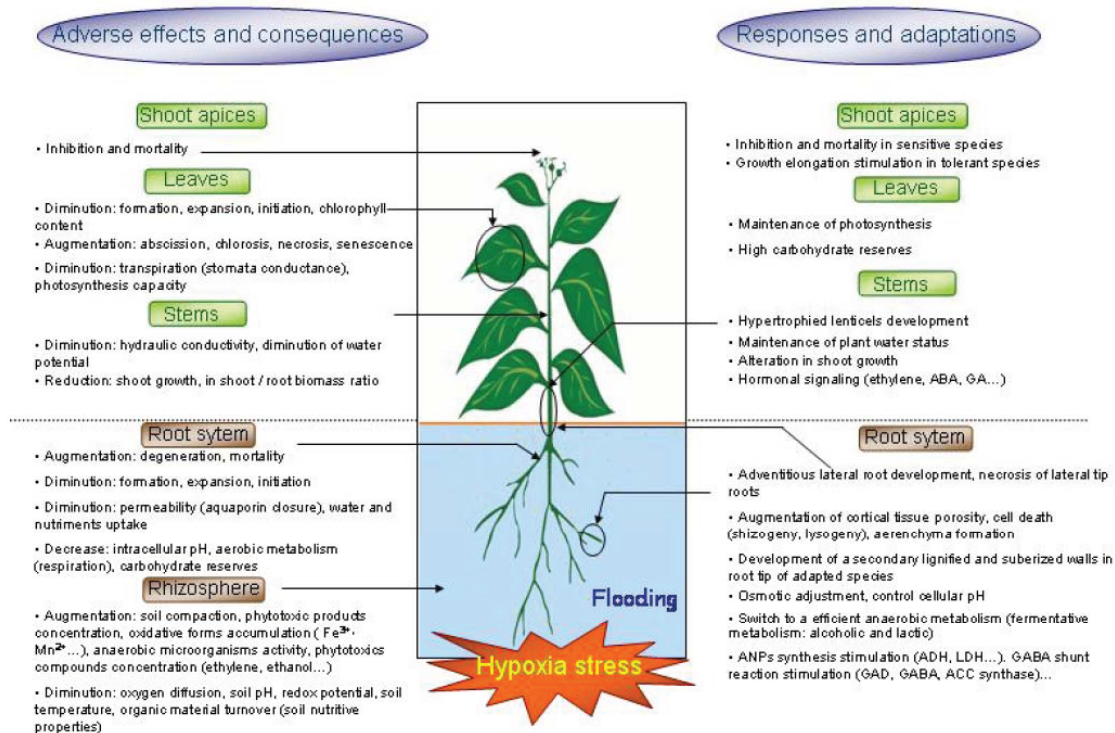 Adverse effects and consequences
Shoot apices
• Inhibition and mortality
Leaves
• Diminution: formation, expansion, initiation, chlorophyll
content
• Augmentation: abscission, chlorosis, necrosis, senescence
• Diminution: transpiration (stomata conductance),
photosynthesis capacity
Stems
• Diminution: hydraulic conductivity, diminution of water
potential
• Reduction: shoot growth, in shoot / root biomass ratio
Root sytem
• Augmentation: degeneration, mortality
• Diminution: formation, expansion, initiation
• Diminution: permeability (aquaporin closure), water and
nutriments uptake
• Decrease: intracellular pH, aerobic metabolism
(respiration), carbohydrate reserves
Rhizosphere
• Augmentation: soil compaction, phytotoxic products
concentration, oxidative forms accumulation ( Fe³⁺,
Mn²⁺…), anaerobic microorganisms activity, phytotoxics
compounds concentration (ethylene, ethanol…)
• Diminution: oxygen diffusion, soil pH, redox potential, soil
temperature, organic material turnover (soil nutritive
properties)
Flooding
Hypoxia stress
Responses and adaptations
Shoot apices
• Inhibition and mortality in sensitive species
• Growth elongation stimulation in tolerant species
Leaves
• Maintenance of photosynthesis
• High carbohydrate reserves
Stems
• Hypertrophied lenticels development
• Maintenance of plant water status
• Alteration in shoot growth
• Hormonal signaling (ethylene, ABA, GA…)
Root sytem
• Adventitious lateral root development, necrosis of lateral tip
roots
• Augmentation of cortical tissue porosity, cell death
(shizogeny, lysogeny), aerenchyma formation
• Development of a secondary lignified and suberized walls in
root tip of adapted species
• Osmotic adjustment, control cellular pH
• Switch to a efficient anaerobic metabolism (fermentative
metabolism: alcoholic and lactic)
• ANPs synthesis stimulation (ADH, LDH…). GABA shunt
reaction stimulation (GAD, GABA, ACC synthase)…